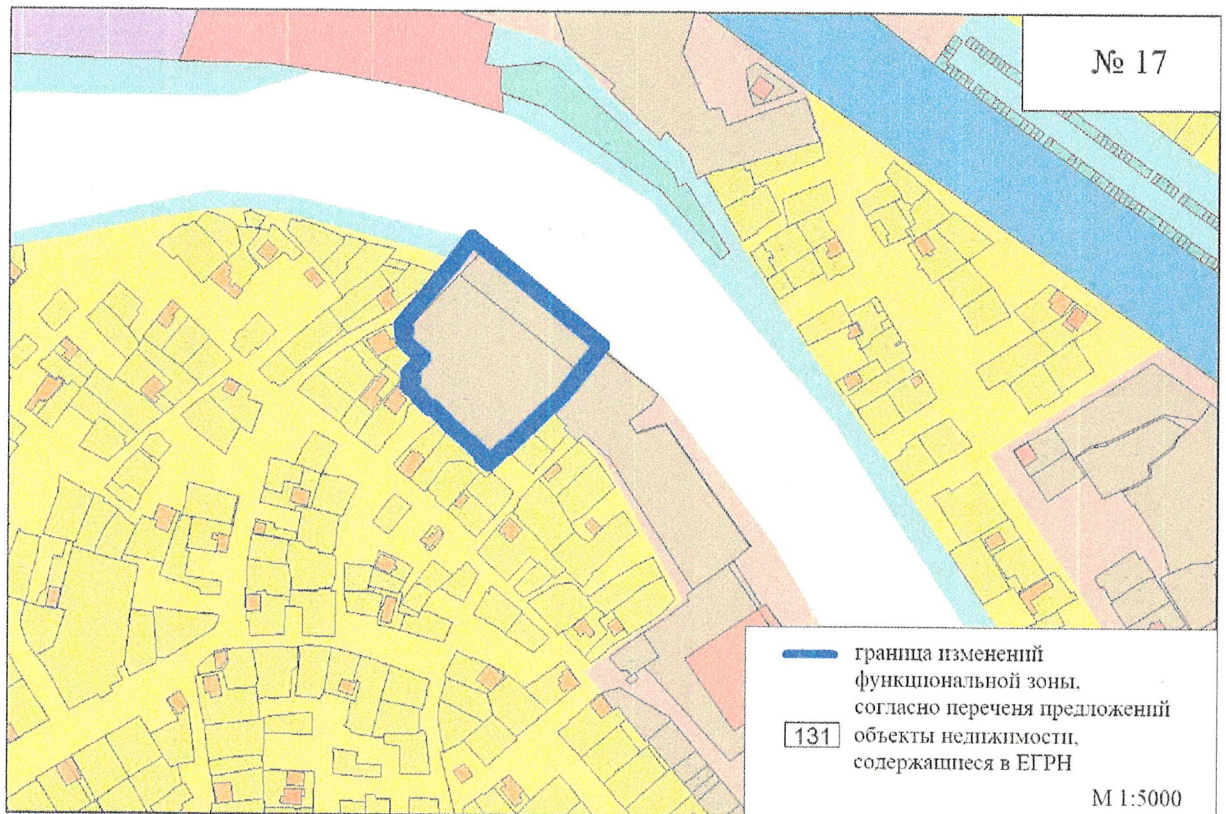 № 17
граница изменений
функциональной зоны,
согласно перечня предложений
131 объекты недвижимости,
содержащиеся в ЕГРН
М 1:5000